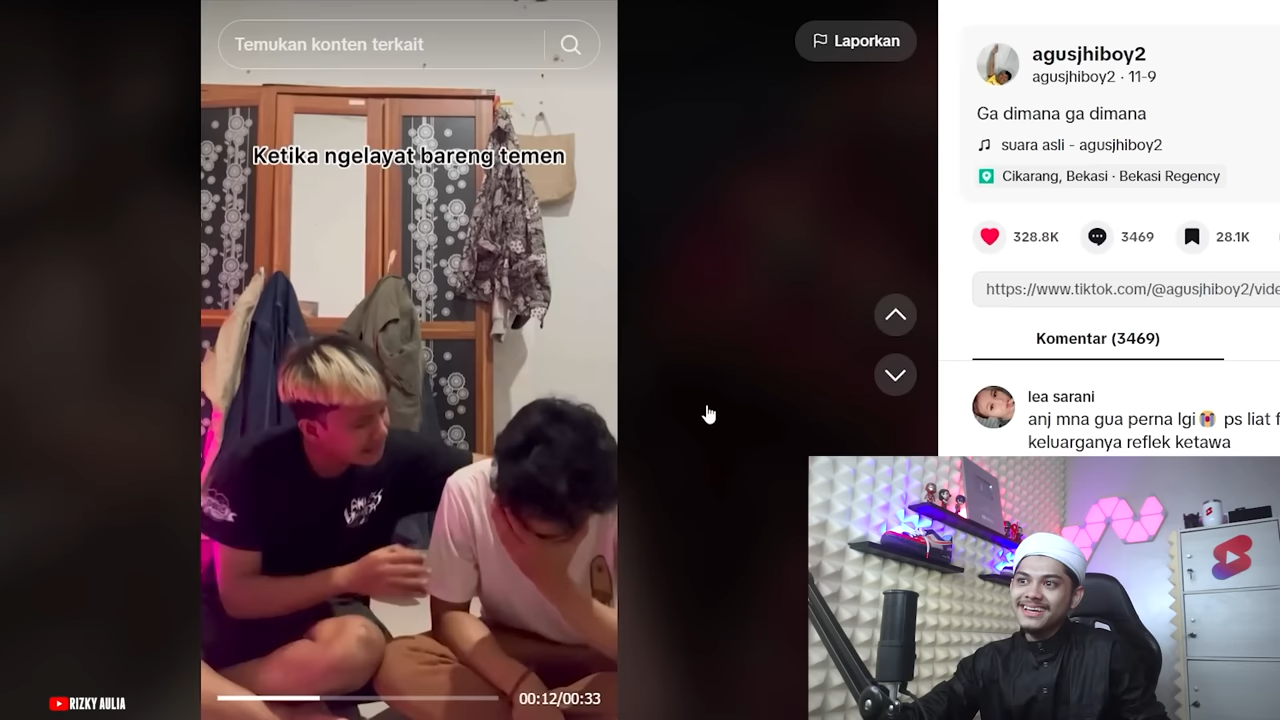 Temukan konten terkait
Laporkan
agusjhiboy2
agusjhiboy2 · 11-9
Ga dimana ga dimana
suara asli - agusjhiboy2
Cikarang, Bekasi · Bekasi Regency
Ketika ngelayat bareng temen
328.8K
3469
28.1K
https://www.tiktok.com/@agusjhiboy2/vide
Komentar (3469)
lea sarani
anj mna gua perna lgi😭 ps liat f
keluarganya reflek ketawa
00:12/00:33
RIZKY AULIA